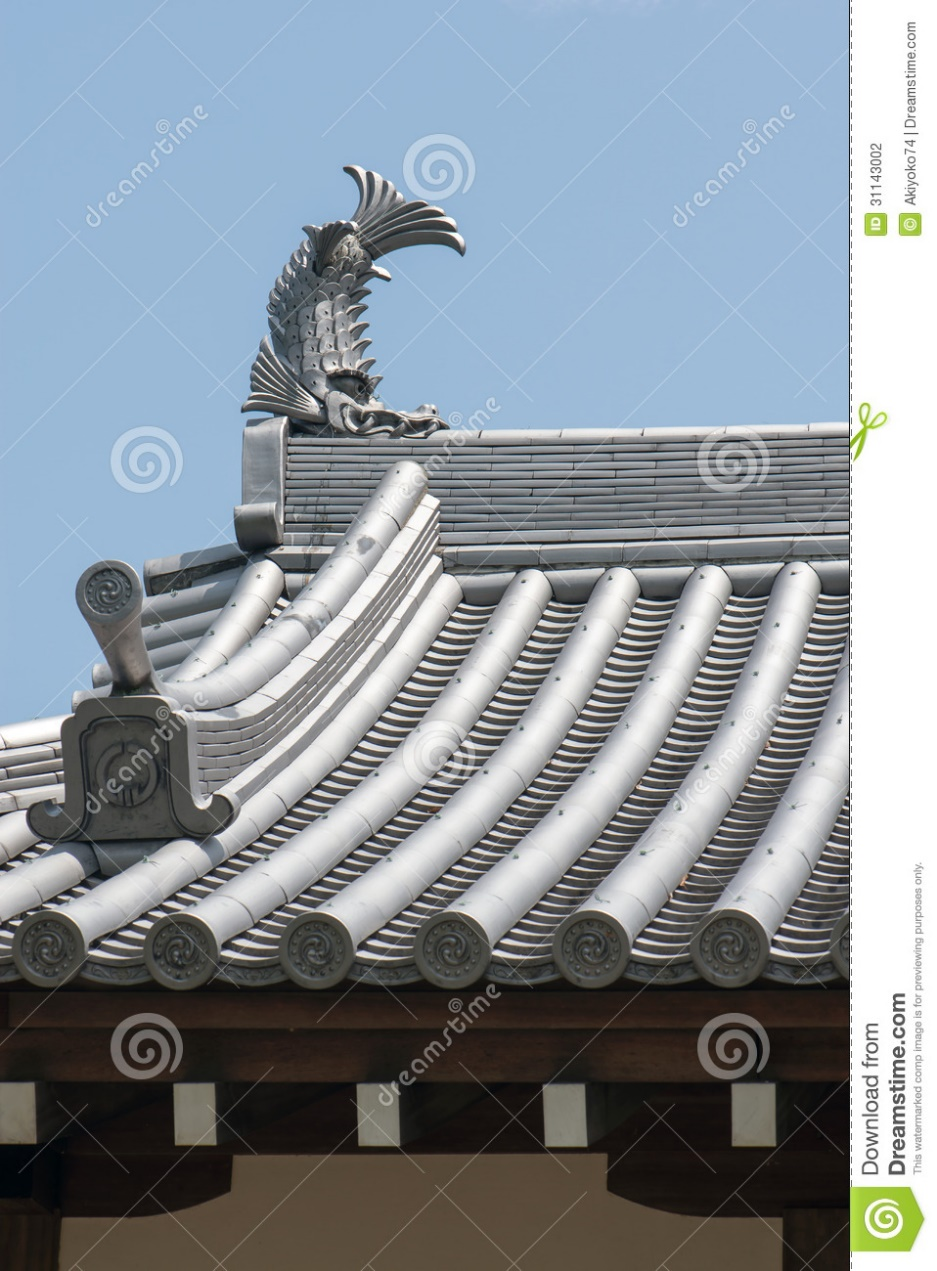 dreamstime
dreamstime
dreamstime
dreamstime
dreamstime
dreamstime
ID 31143002
© Akiyoko74 | Dreamstime.com
Download from
Dreamstime.com
This watermarked comp image is for previewing purposes only.